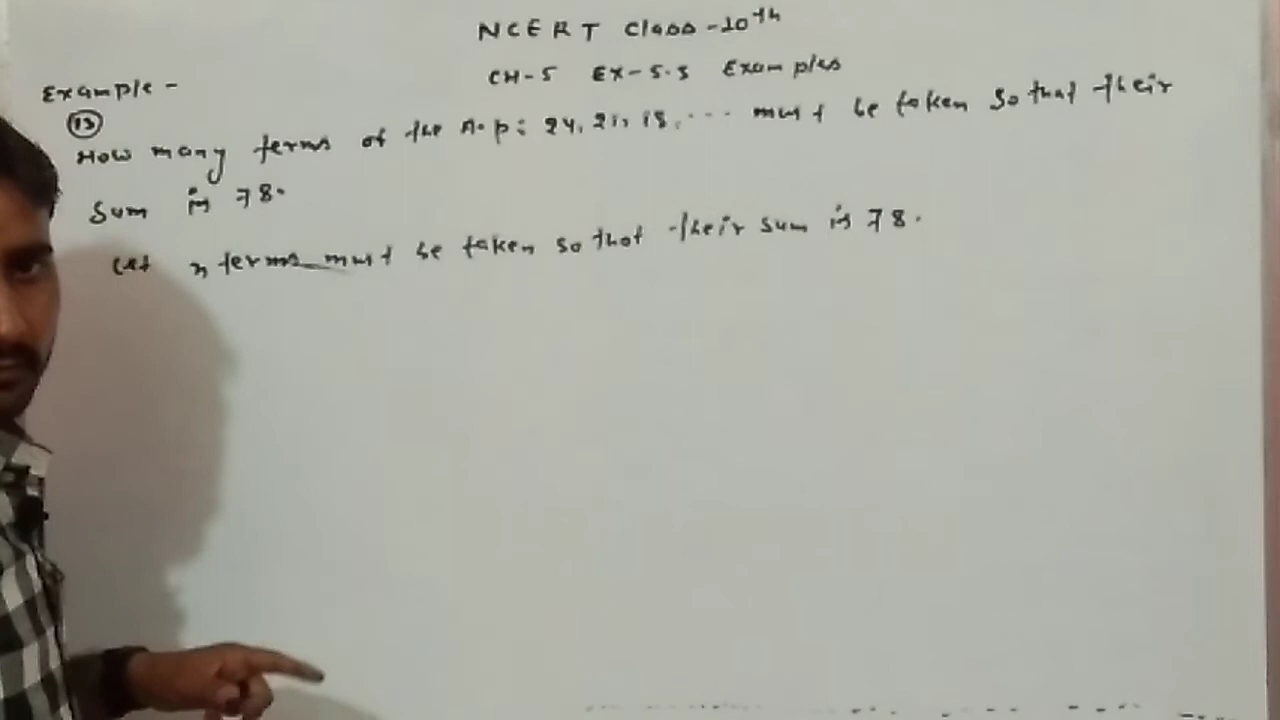 NCERT Class-10th
CH-5 EX-5.3 Examples
Example-
13
How many terms of the A.p: 24, 21, 18, ... must be taken so that their
sum is 78.
Let n terms must be taken so that their sum is 78.